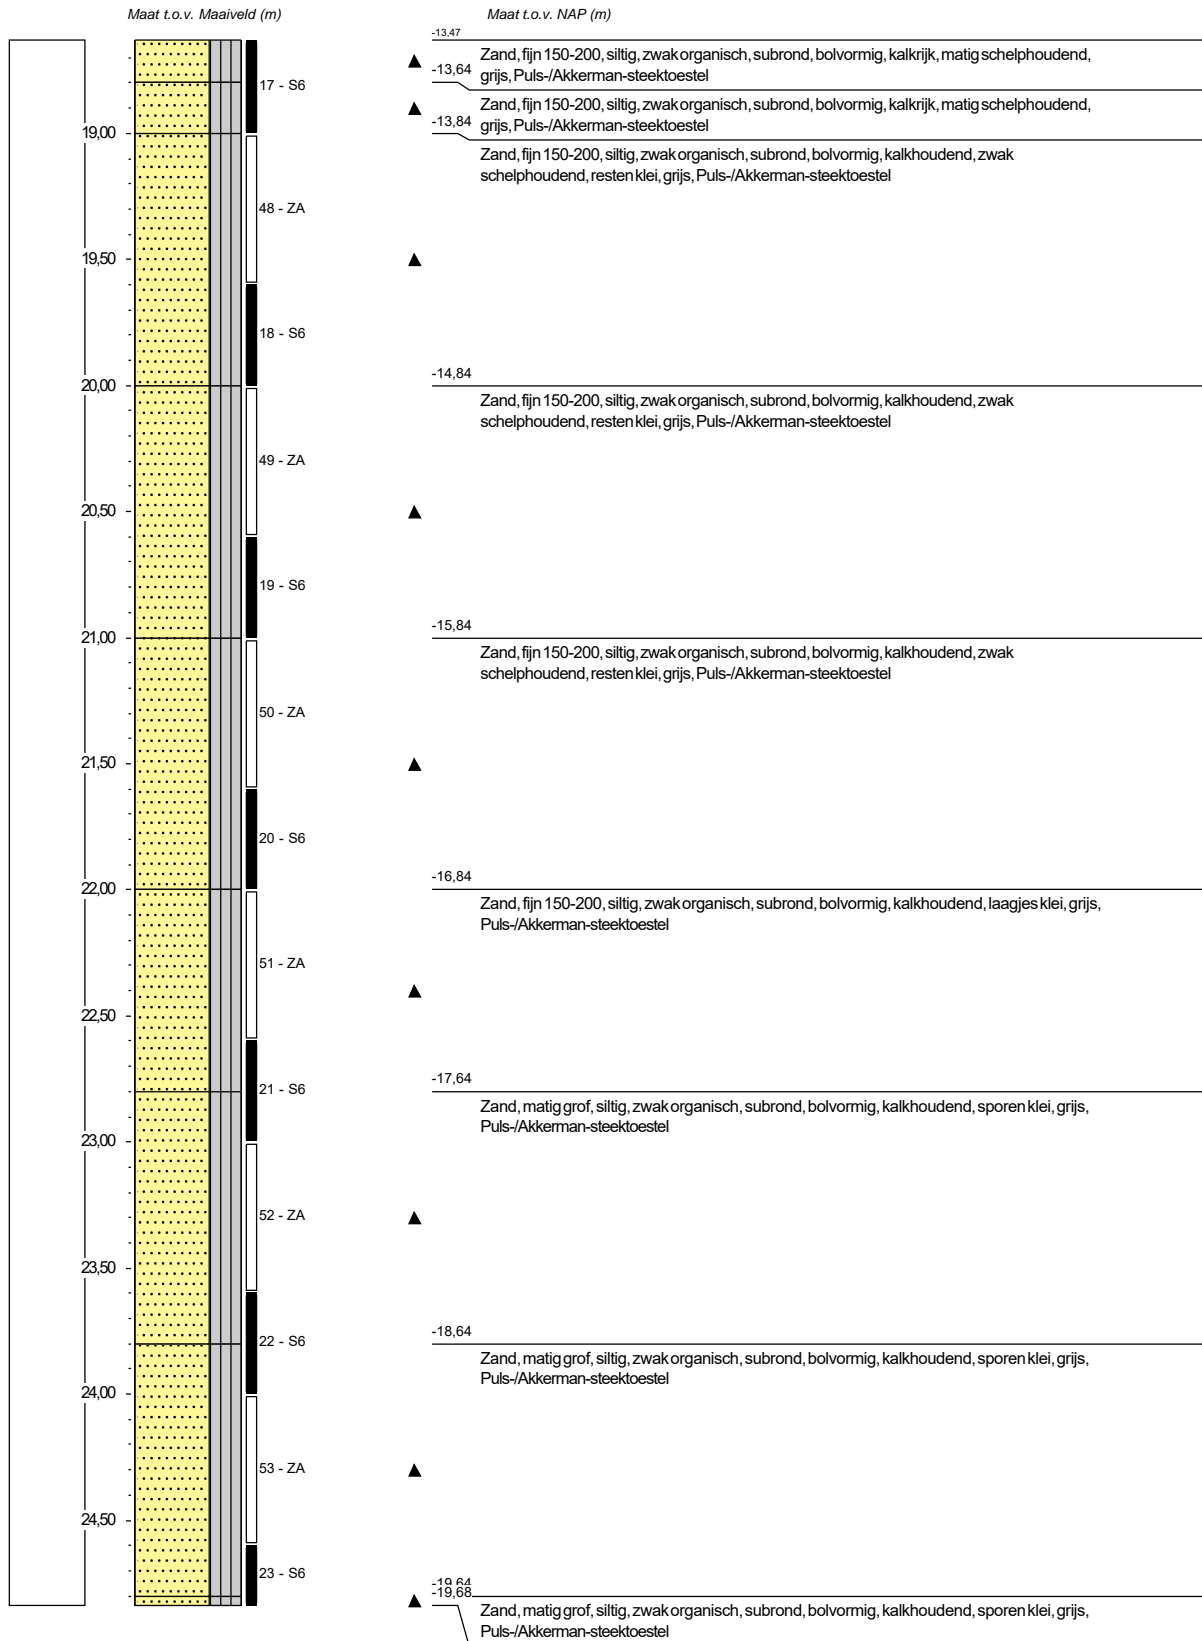 Maat t.o.v. Maaiveld (m)
Maat t.o.v. NAP (m)
-13,47
Zand, fijn 150-200, siltig, zwak organisch, subrond, bolvormig, kalkrijk, matig schelphoudend,
grijs, Puls-/Akkerman-steektoestel
-13,64
17 - S6
Zand, fijn 150-200, siltig, zwak organisch, subrond, bolvormig, kalkrijk, matig schelphoudend,
grijs, Puls-/Akkerman-steektoestel
-13,84
19,00
Zand, fijn 150-200, siltig, zwak organisch, subrond, bolvormig, kalkhoudend, zwak
schelphoudend, resten klei, grijs, Puls-/Akkerman-steektoestel
48 - ZA
19,50
18 - S6
-14,84
20,00
Zand, fijn 150-200, siltig, zwak organisch, subrond, bolvormig, kalkhoudend, zwak
schelphoudend, resten klei, grijs, Puls-/Akkerman-steektoestel
49 - ZA
20,50
19 - S6
-15,84
21,00
Zand, fijn 150-200, siltig, zwak organisch, subrond, bolvormig, kalkhoudend, zwak
schelphoudend, resten klei, grijs, Puls-/Akkerman-steektoestel
50 - ZA
21,50
20 - S6
-16,84
22,00
Zand, fijn 150-200, siltig, zwak organisch, subrond, bolvormig, kalkhoudend, laagjes klei, grijs,
Puls-/Akkerman-steektoestel
51 - ZA
22,50
-17,64
21 - S6
Zand, matig grof, siltig, zwak organisch, subrond, bolvormig, kalkhoudend, sporen klei, grijs,
Puls-/Akkerman-steektoestel
23,00
52 - ZA
23,50
-18,64
22 - S6
Zand, matig grof, siltig, zwak organisch, subrond, bolvormig, kalkhoudend, sporen klei, grijs,
Puls-/Akkerman-steektoestel
24,00
53 - ZA
24,50
23 - S6
-19,64
-19,68
Zand, matig grof, siltig, zwak organisch, subrond, bolvormig, kalkhoudend, sporen klei, grijs,
Puls-/Akkerman-steektoestel